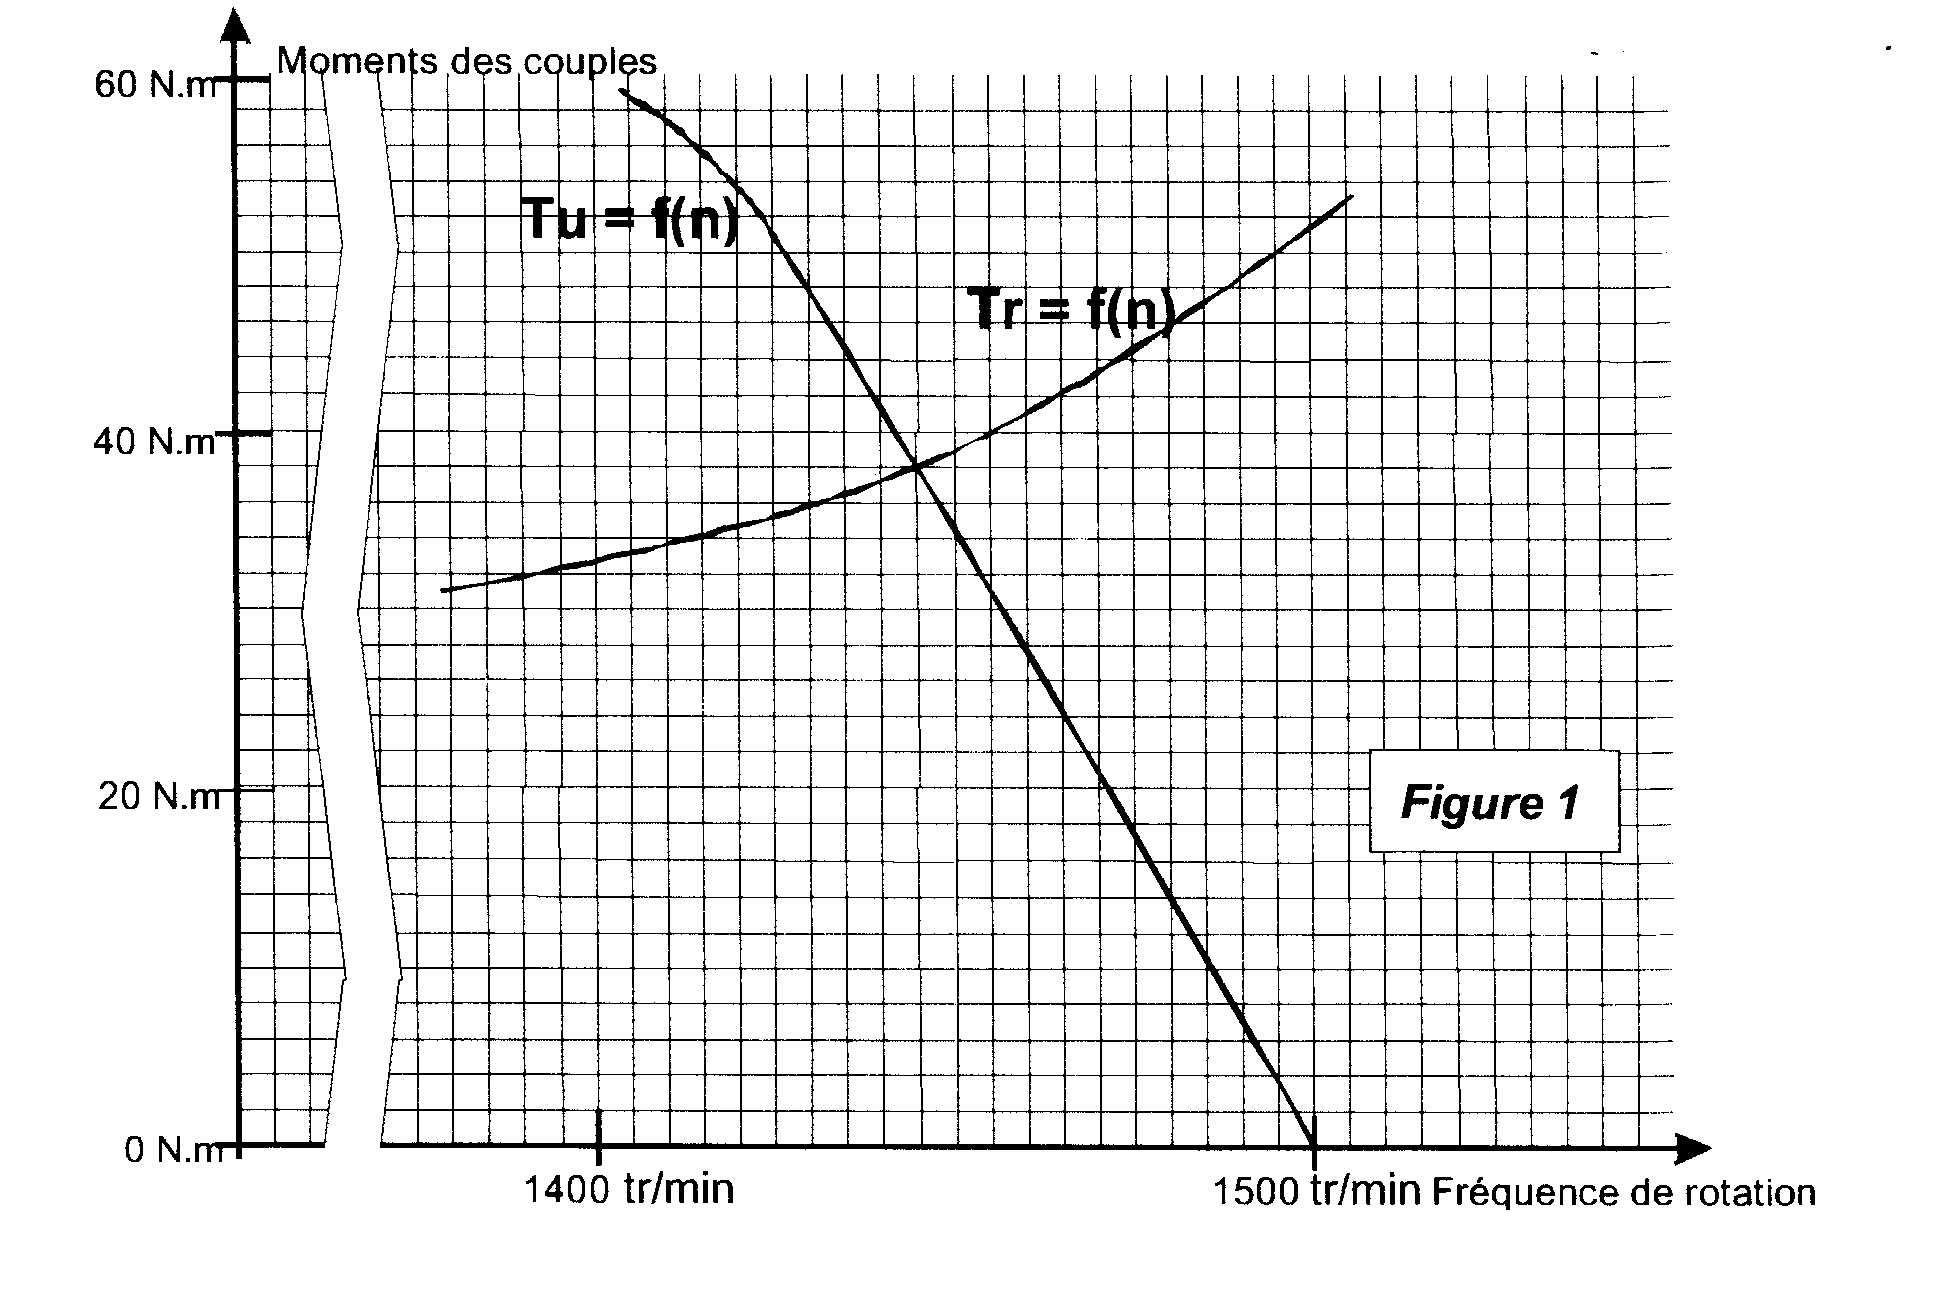 Moments des couples
60 N.m
Tu = f(n)
Tr = f(n)
40 N.m
20 N.m
Figure 1
0 N.m
1400 tr/min
1500 tr/min Fréquence de rotation